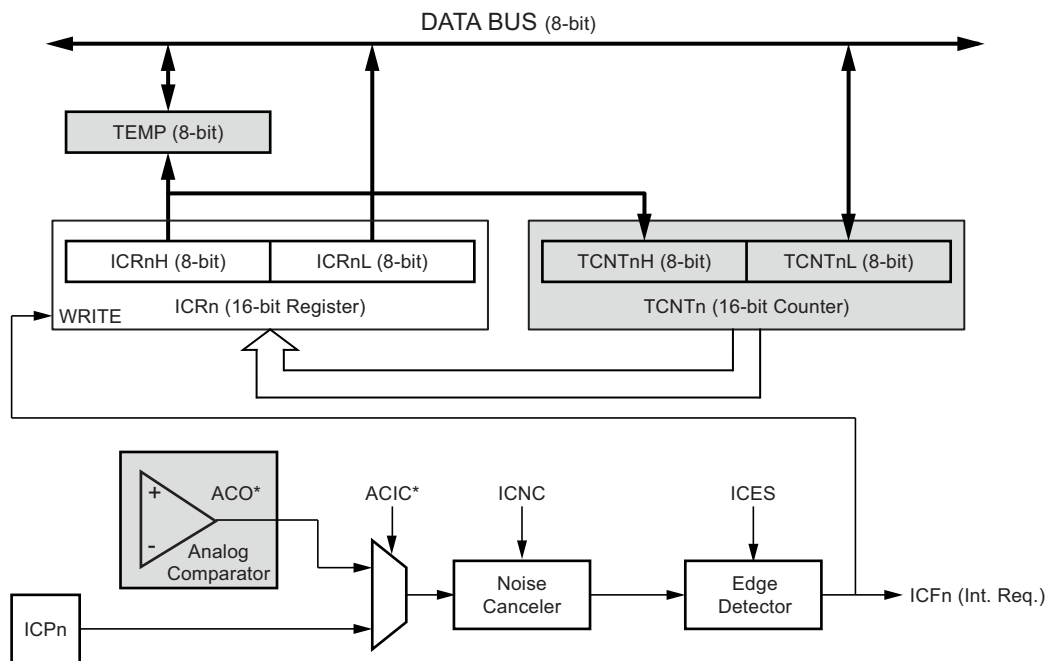 DATA BUS (8-bit)
TEMP (8-bit)
ICRnH (8-bit)
ICRnL (8-bit)
TCNTnH (8-bit)
TCNTnL (8-bit)
WRITE
ICRn (16-bit Register)
TCNTn (16-bit Counter)
+
-
ACO*
Analog
Comparator
ACIC*
ICNC
ICES
Noise
Canceler
Edge
Detector
ICFn (Int. Req.)
ICPn